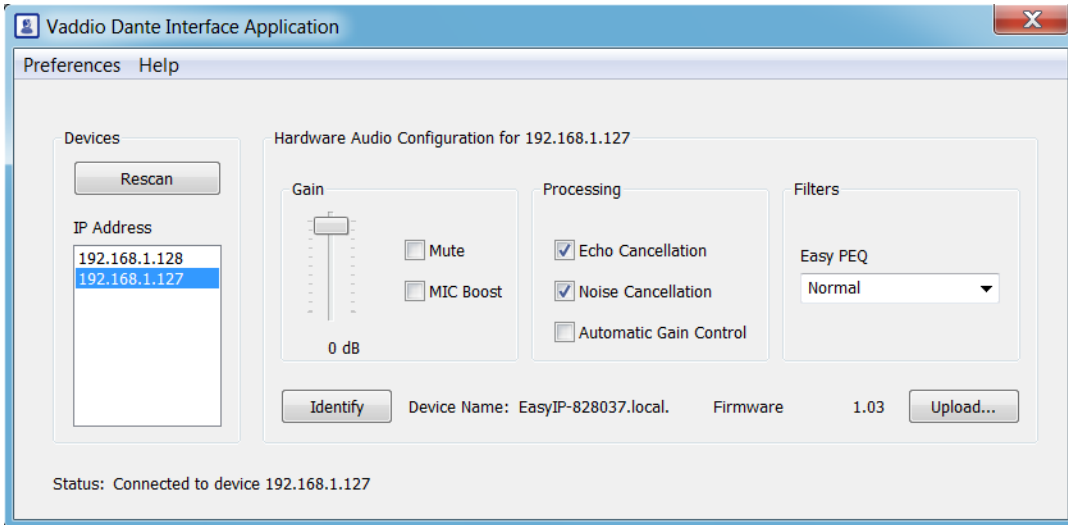 Vaddio Dante Interface Application
X
Preferences Help
Devices
Rescan
IP Address
192.168.1.128
192.168.1.127
Hardware Audio Configuration for 192.168.1.127
Gain
0 dB
Mute
MIC Boost
Processing
Echo Cancellation
Noise Cancellation
Automatic Gain Control
Filters
Easy PEQ
Normal
Identify Device Name: EasyIP-828037.local. Firmware 1.03 Upload...
Status: Connected to device 192.168.1.127